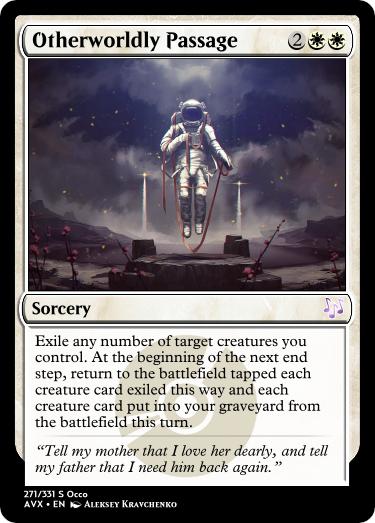 Otherworldly Passage 2
Sorcery
Exile any number of target creatures you
control. At the beginning of the next end
step, return to the battlefield tapped each
creature card exiled this way and each
creature card put into your graveyard from
the battlefield this turn.
“Tell my mother that I love her dearly, and tell
my father that I need him back again.”
271/331 S Occo
AVX • EN Aleksey Kravchenko